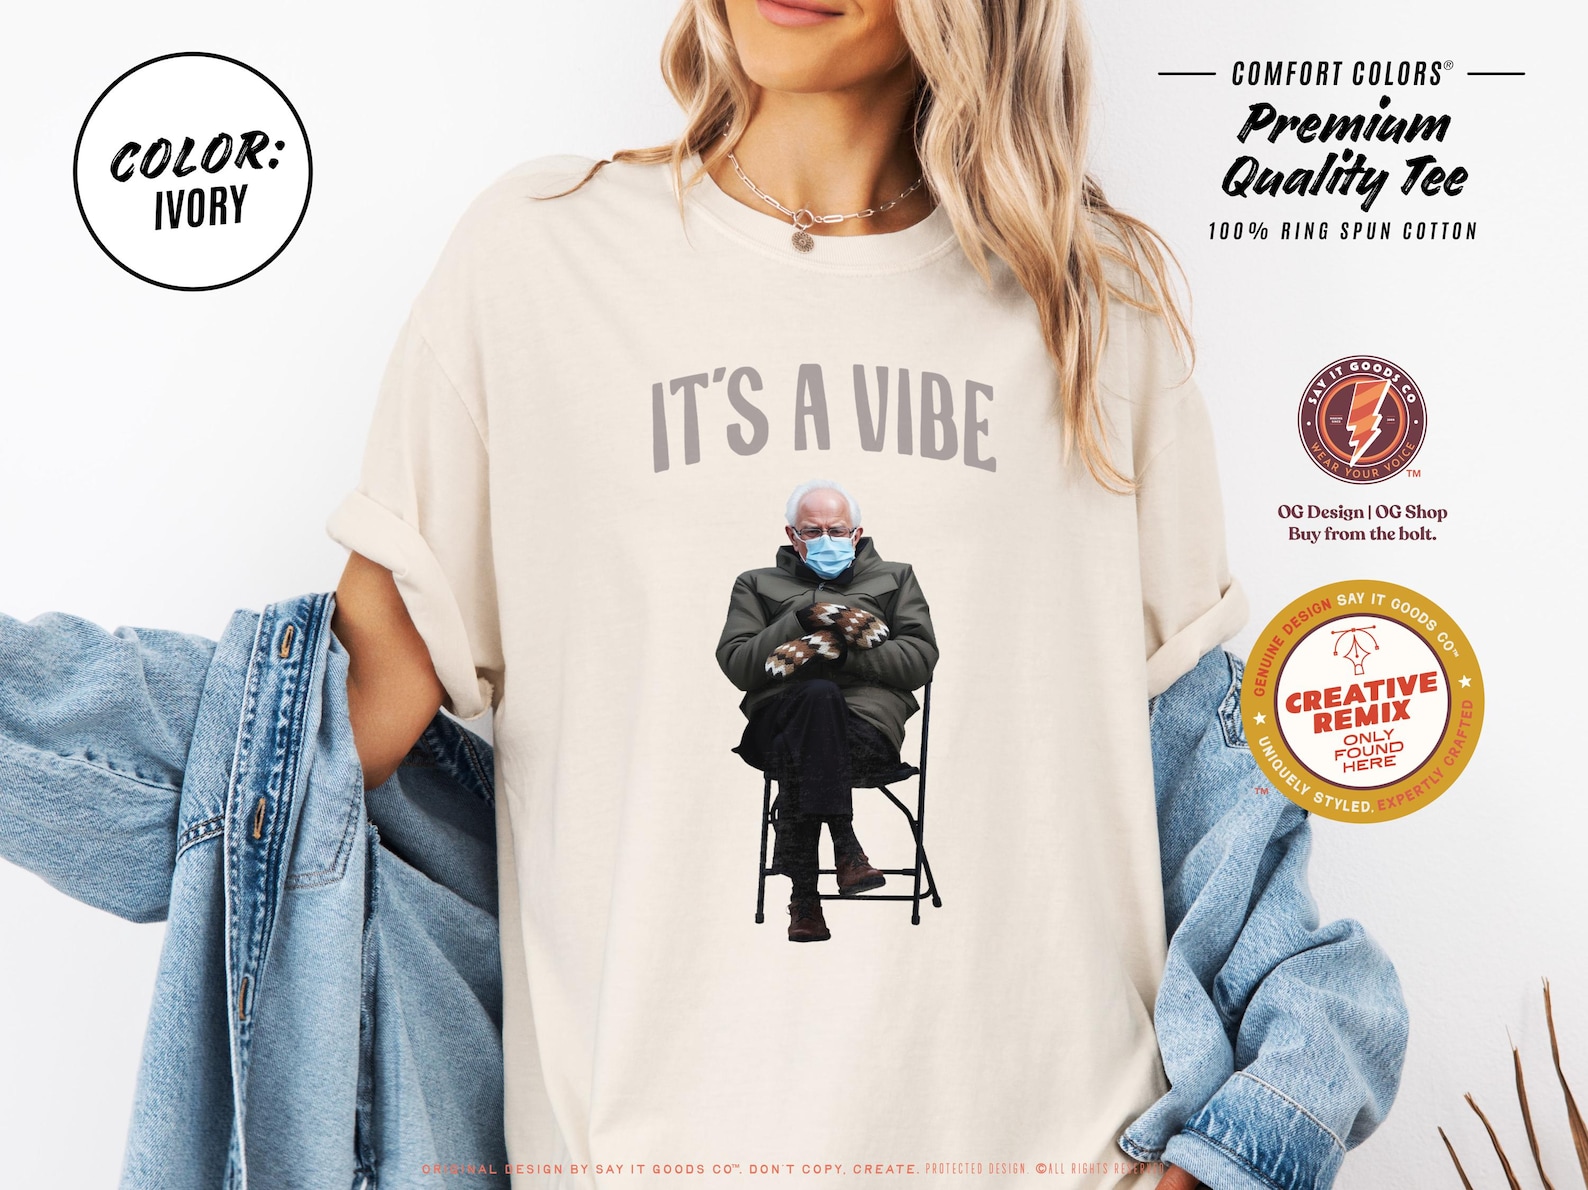 COLOR:
IVORY
COMFORT COLORS®
Premium
Quality Tee
100% RING SPUN COTTON
IT'S A VIBE
SAY IT GOODS CO
WEAR YOUR VOICE
TM
OG Design | OG Shop
Buy from the bolt.
GENUINE DESIGN SAY IT GOODS CO™
CREATIVE
REMIX
ONLY
FOUND
HERE
UNIQUELY STYLED, EXPERTLY CRAFTED
TM
ORIGINAL DESIGN BY SAY IT GOODS CO™. DON'T COPY, CREATE. PROTECTED DESIGN. ©ALL RIGHTS RESERVED